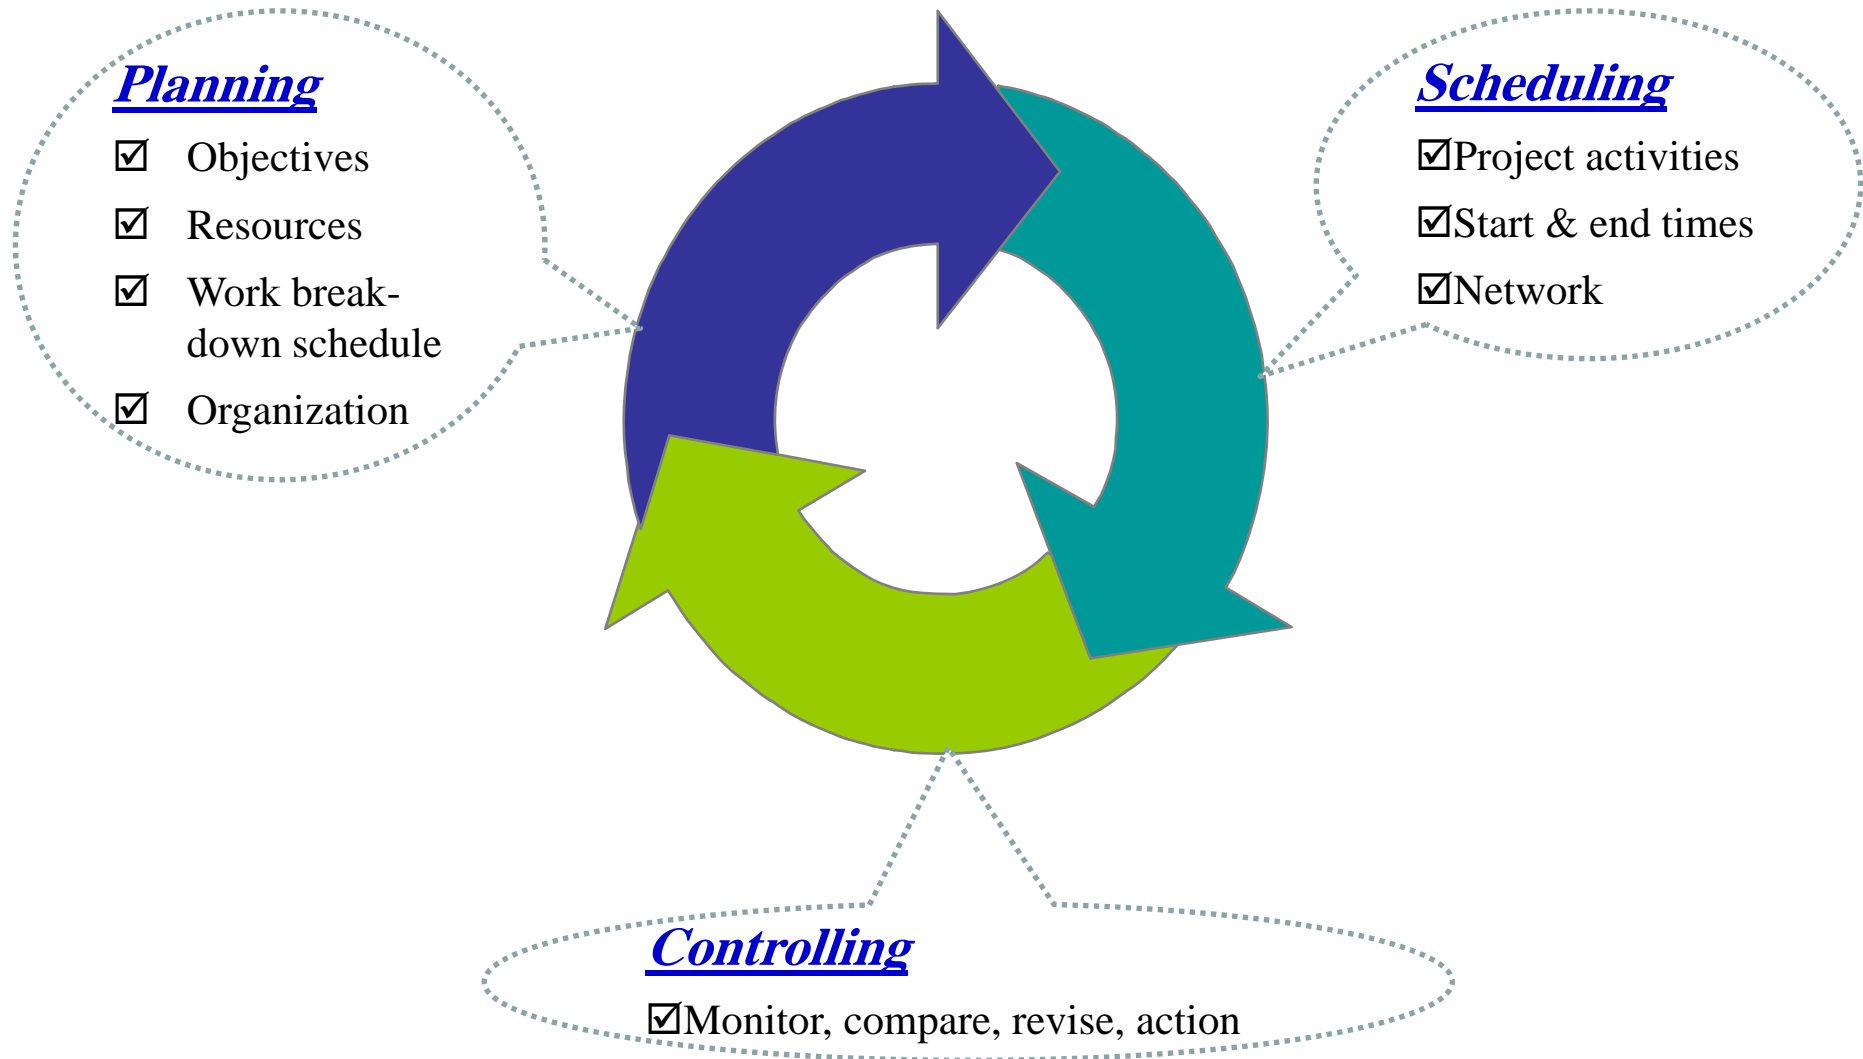 Planning
☑ Objectives
☑ Resources
☑ Work break-
down schedule
☑ Organization
Scheduling
☑Project activities
☑Start & end times
☑Network
Controlling
☑Monitor, compare, revise, action